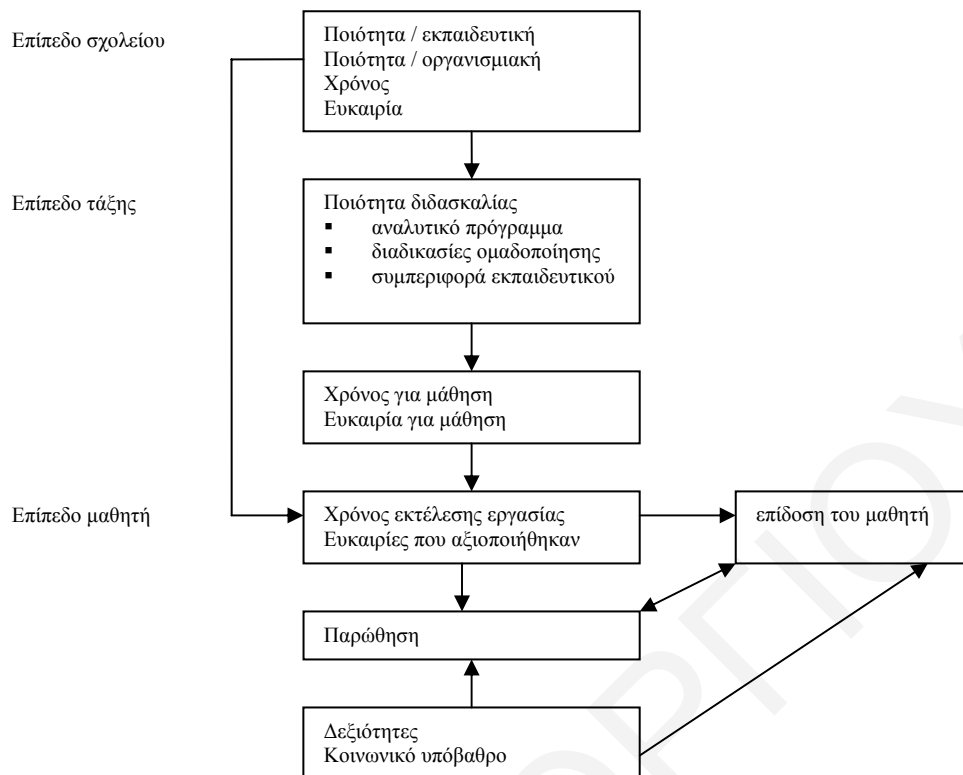 Επίπεδο σχολείου
Ποιότητα / εκπαιδευτική
Ποιότητα / οργανισμιακή
Χρόνος
Ευκαιρία
Επίπεδο τάξης
Ποιότητα διδασκαλίας
▪ αναλυτικό πρόγραμμα
▪ διαδικασίες ομαδοποίησης
▪ συμπεριφορά εκπαιδευτικού
Χρόνος για μάθηση
Ευκαιρία για μάθηση
Επίπεδο μαθητή
Χρόνος εκτέλεσης εργασίας
Ευκαιρίες που αξιοποιήθηκαν
επίδοση του μαθητή
Παρώθηση
Δεξιότητες
Κοινωνικό υπόβαθρο